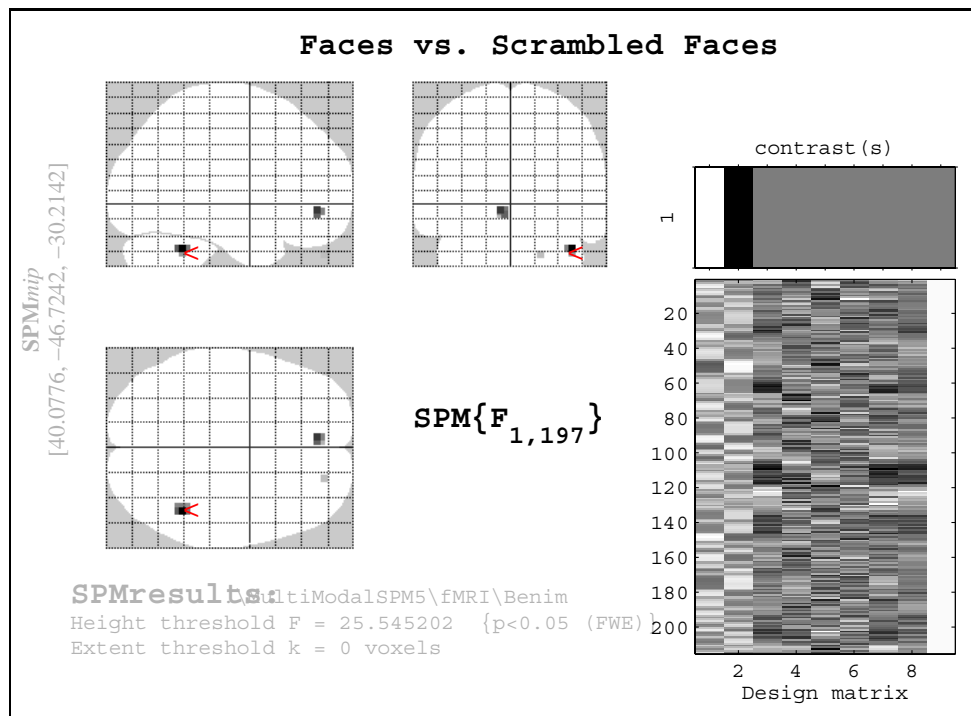 Faces vs. Scrambled Faces
SPMmip
[40.0776, −46.7242, −30.2142]
<
<
<
SPM{F1,197}
contrast(s)
1
20
40
60
80
100
120
140
160
180
200
2 4 6 8
Design matrix
SPMresults: \MultiModalSPM5\fMRI\Benim
Height threshold F = 25.545202 {p<0.05 (FWE)}
Extent threshold k = 0 voxels